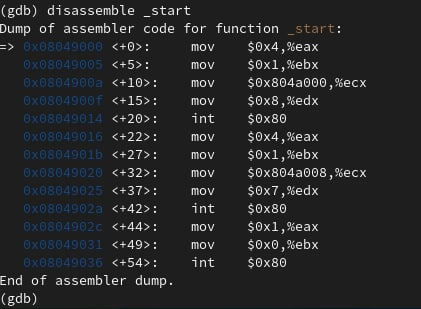 (gdb) disassemble _start
Dump of assembler code for function _start:
=> 0x08049000 <+0>:     mov    $0x4,%eax
   0x08049005 <+5>:     mov    $0x1,%ebx
   0x0804900a <+10>:    mov    $0x804a000,%ecx
   0x0804900f <+15>:    mov    $0x8,%edx
   0x08049014 <+20>:    int    $0x80
   0x08049016 <+22>:    mov    $0x4,%eax
   0x0804901b <+27>:    mov    $0x1,%ebx
   0x08049020 <+32>:    mov    $0x804a008,%ecx
   0x08049025 <+37>:    mov    $0x7,%edx
   0x0804902a <+42>:    int    $0x80
   0x0804902c <+44>:    mov    $0x1,%eax
   0x08049031 <+49>:    mov    $0x0,%ebx
   0x08049036 <+54>:    int    $0x80
End of assembler dump.
(gdb)